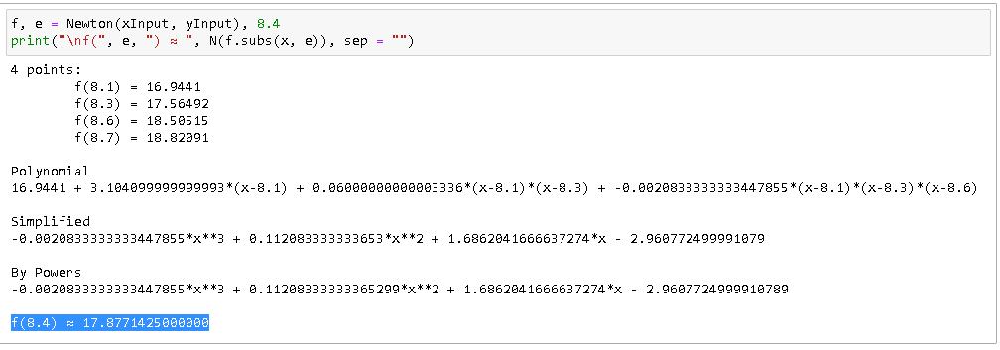 f, e = Newton(xInput, yInput), 8.4
print("\nf(", e, ") ≈ ", N(f.subs(x, e)), sep = "")
4 points:
f(8.1) = 16.9441
f(8.3) = 17.56492
f(8.6) = 18.50515
f(8.7) = 18.82091
Polynomial
16.9441 + 3.104099999999993*(x-8.1) + 0.06000000000003336*(x-8.1)*(x-8.3) + -0.0020833333333447855*(x-8.1)*(x-8.3)*(x-8.6)
Simplified
-0.0020833333333447855*x**3 + 0.112083333333653*x**2 + 1.6862041666637274*x - 2.960772499991079
By Powers
-0.0020833333333447855*x**3 + 0.11208333333365299*x**2 + 1.6862041666637274*x - 2.9607724999910789
f(8.4) ≈ 17.8771425000000